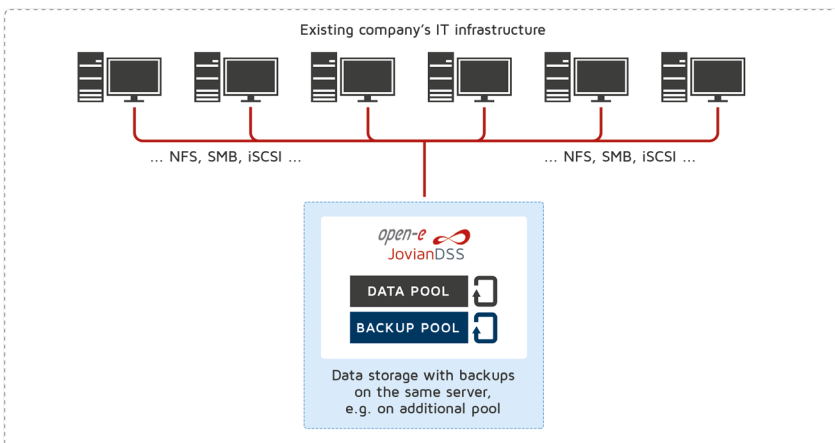 Existing company's IT infrastructure
... NFS, SMB, iSCSI ...
... NFS, SMB, iSCSI ...
open-e
JovianDSS
DATA POOL
BACKUP POOL
Data storage with backups
on the same server,
e.g. on additional pool